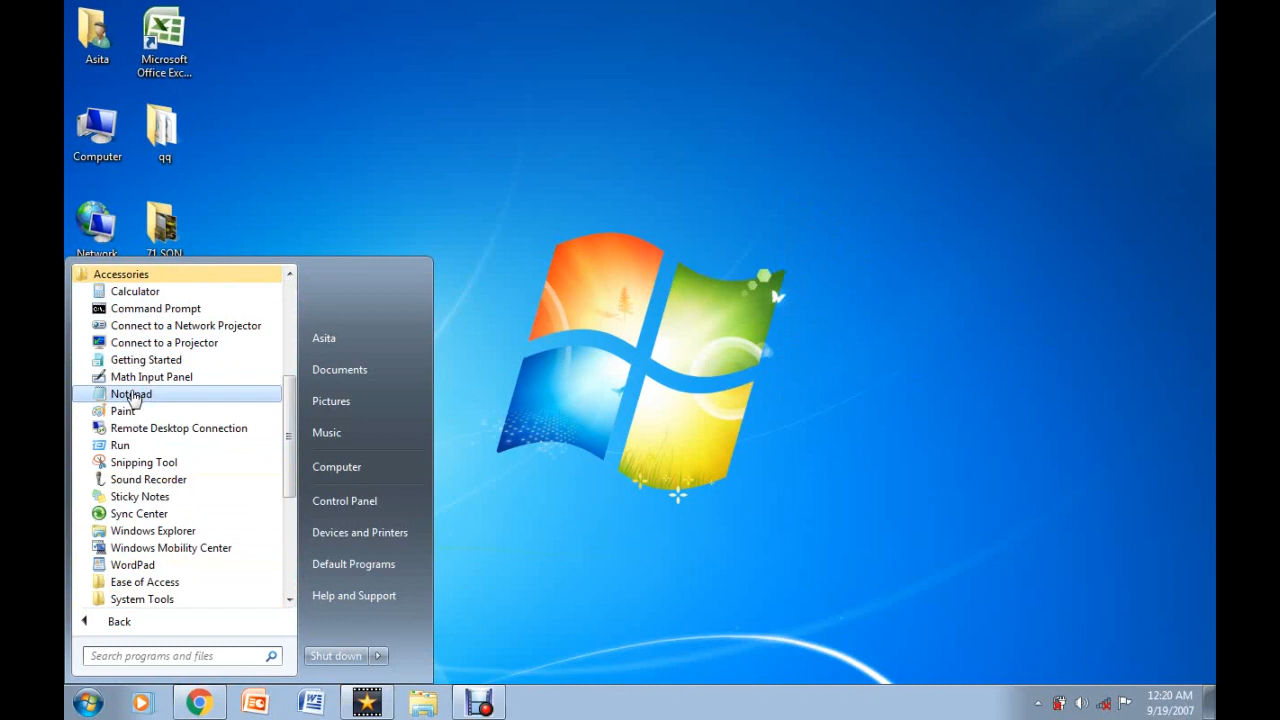 Asita
Microsoft
Office Exc...
Computer
qq
Network
71 SON
Accessories
Calculator
Command Prompt
Connect to a Network Projector
Connect to a Projector
Getting Started
Math Input Panel
Notepad
Paint
Remote Desktop Connection
Run
Snipping Tool
Sound Recorder
Sticky Notes
Sync Center
Windows Explorer
Windows Mobility Center
WordPad
Ease of Access
System Tools
Back
Search programs and files
Asita
Documents
Pictures
Music
Computer
Control Panel
Devices and Printers
Default Programs
Help and Support
Shut down
12:20 AM
9/19/2007